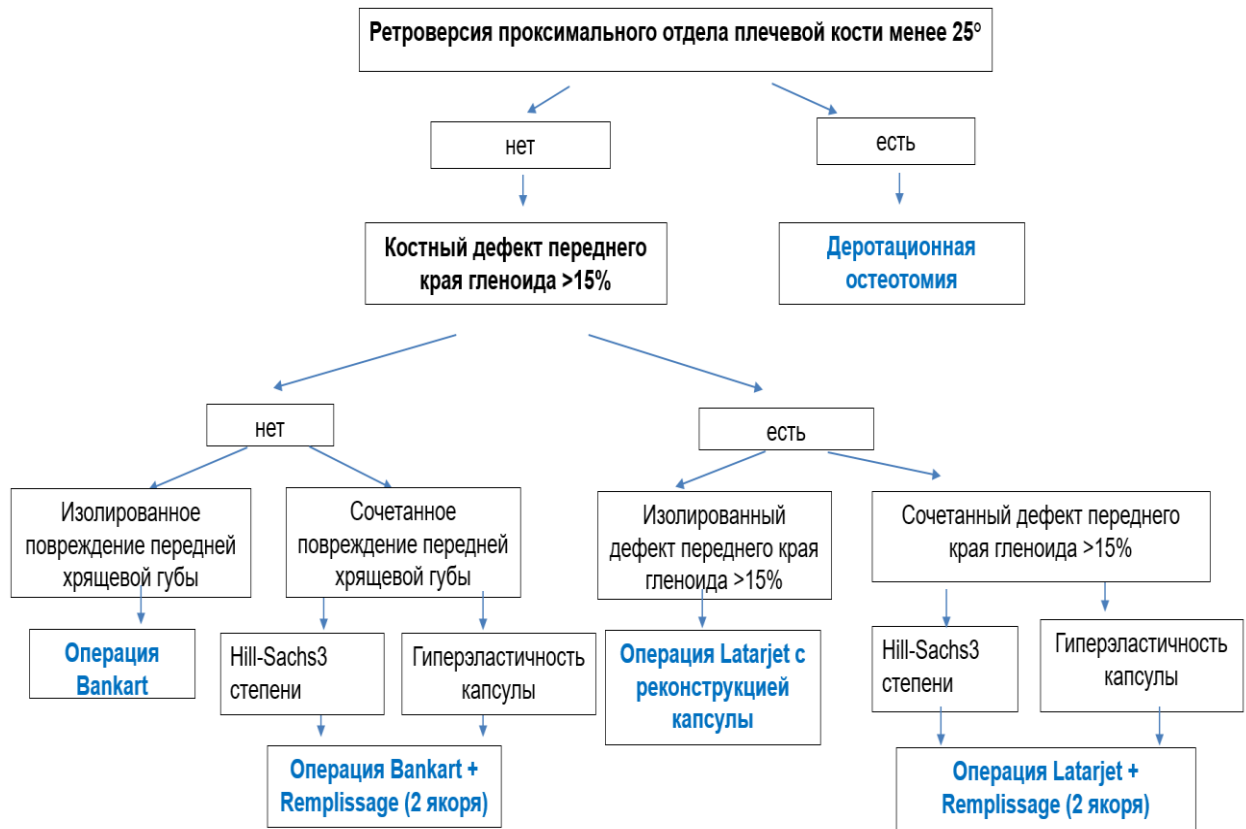 Ретроверсия проксимального отдела плечевой кости менее 25°
нет
есть
Костный дефект переднего
края гленоида >15%
Деротационная
остеотомия
нет
есть
Изолированное
повреждение передней
хрящевой губы
Сочетанное
повреждение передней
хрящевой губы
Изолированный
дефект переднего края
гленоида >15%
Сочетанный дефект переднего
края гленоида >15%
Операция
Bankart
Hill-Sachs3
степени
Гиперэластичность
капсулы
Операция Latarjet с
реконструкцией
капсулы
Hill-Sachs3
степени
Гиперэластичность
капсулы
Операция Bankart +
Remplissage (2 якоря)
Операция Latarjet +
Remplissage (2 якоря)